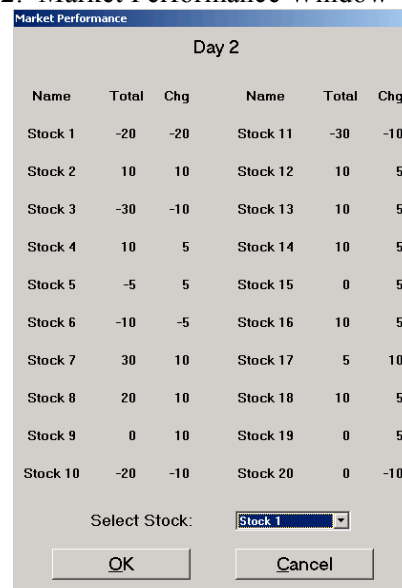 2. Market Performance Window
Market Performance
Day 2
Name Total Chg Name Total Chg
Stock 1 -20 -20 Stock 11 -30 -10
Stock 2 10 10 Stock 12 10 5
Stock 3 -30 -10 Stock 13 10 5
Stock 4 10 5 Stock 14 10 5
Stock 5 -5 5 Stock 15 0 5
Stock 6 -10 -5 Stock 16 10 5
Stock 7 30 10 Stock 17 5 10
Stock 8 20 10 Stock 18 10 5
Stock 9 0 10 Stock 19 0 5
Stock 10 -20 -10 Stock 20 0 -10
Select Stock: Stock 1
OK Cancel